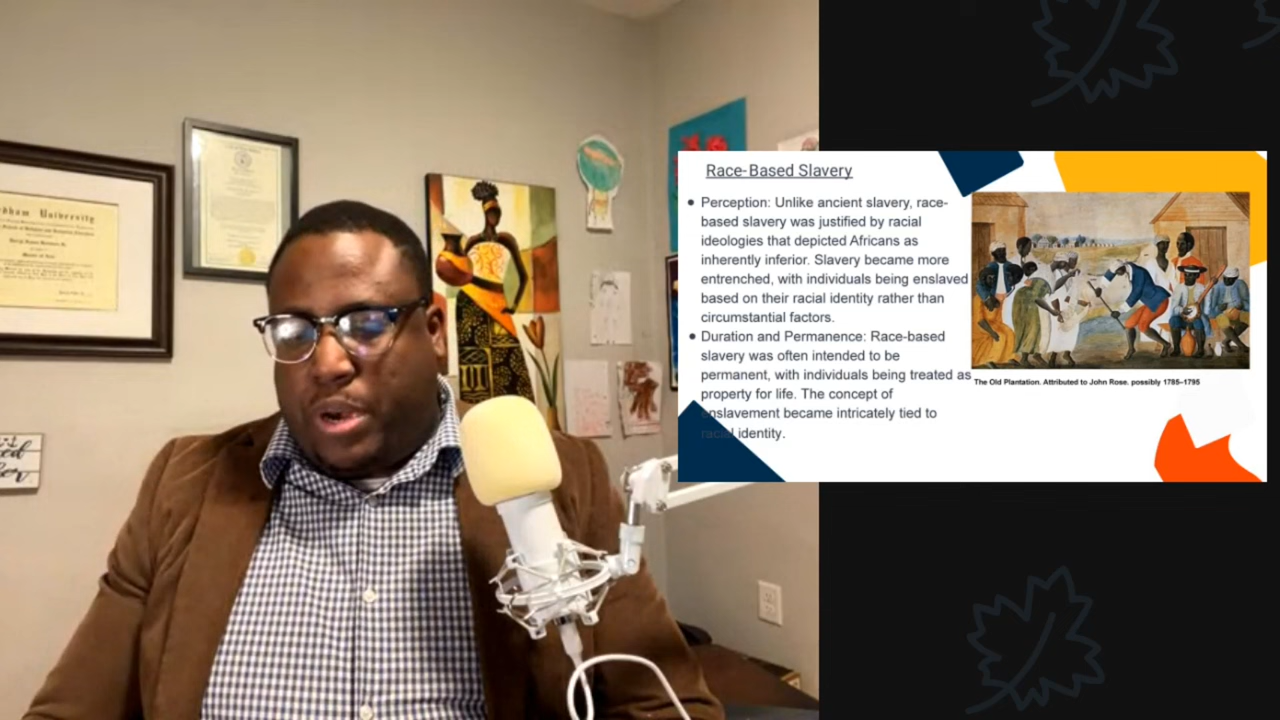 University
Race-Based Slavery
● Perception: Unlike ancient slavery, race-
based slavery was justified by racial
ideologies that depicted Africans as
inherently inferior. Slavery became more
entrenched, with individuals being enslaved
based on their racial identity rather than
circumstantial factors.
● Duration and Permanence: Race-based
slavery was often intended to be
permanent, with individuals being treated as
property for life. The concept of
enslavement became intricately tied to
racial identity.
The Old Plantation. Attributed to John Rose. possibly 1785–1795